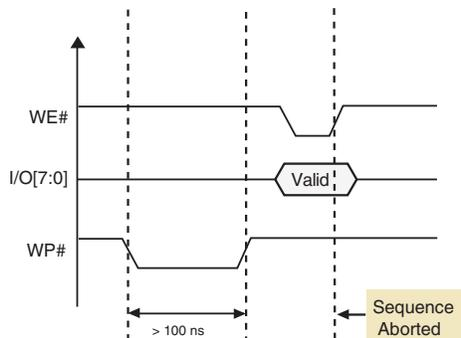 WE#
I/O[7:0]
Valid
WP#
> 100 ns
Sequence
Aborted